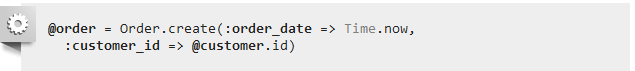 @order = Order.create(:order_date => Time.now,
:customer_id => @customer.id)